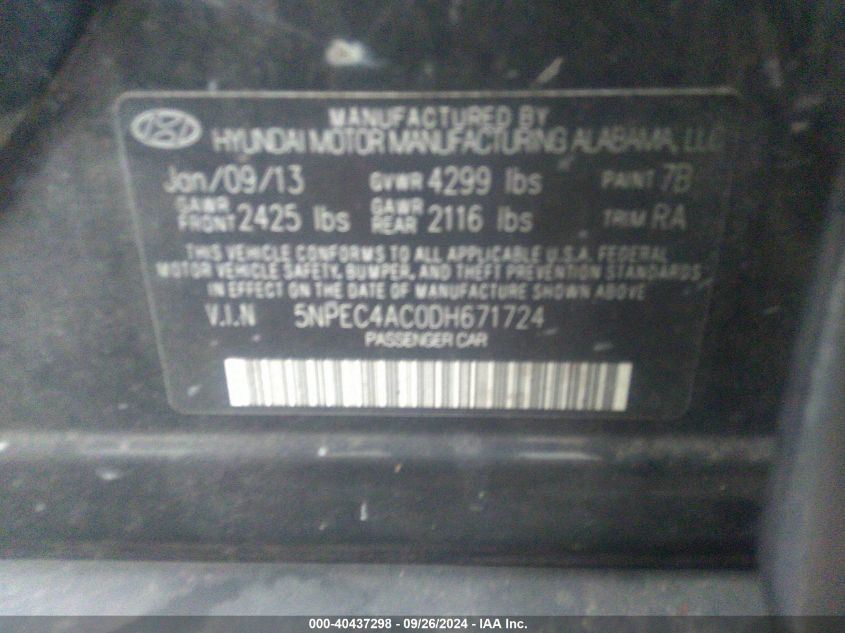 MANUFACTURED BY
HYUNDAI MOTOR MANUFACTURING ALABAMA, LLC
Jan/09/13 GVWR 4299 lbs PAINT 7B
GAWR FRONT 2425 lbs GAWR REAR 2116 lbs TRIM RA
THIS VEHICLE CONFORMS TO ALL APPLICABLE U.S.A. FEDERAL
MOTOR VEHICLE SAFETY, BUMPER, AND THEFT PREVENTION STANDARDS
IN EFFECT ON THE DATE OF MANUFACTURE SHOWN ABOVE
V.I.N 5NPEC4AC0DH671724
PASSENGER CAR
000-40437298 - 09/26/2024 - IAA Inc.